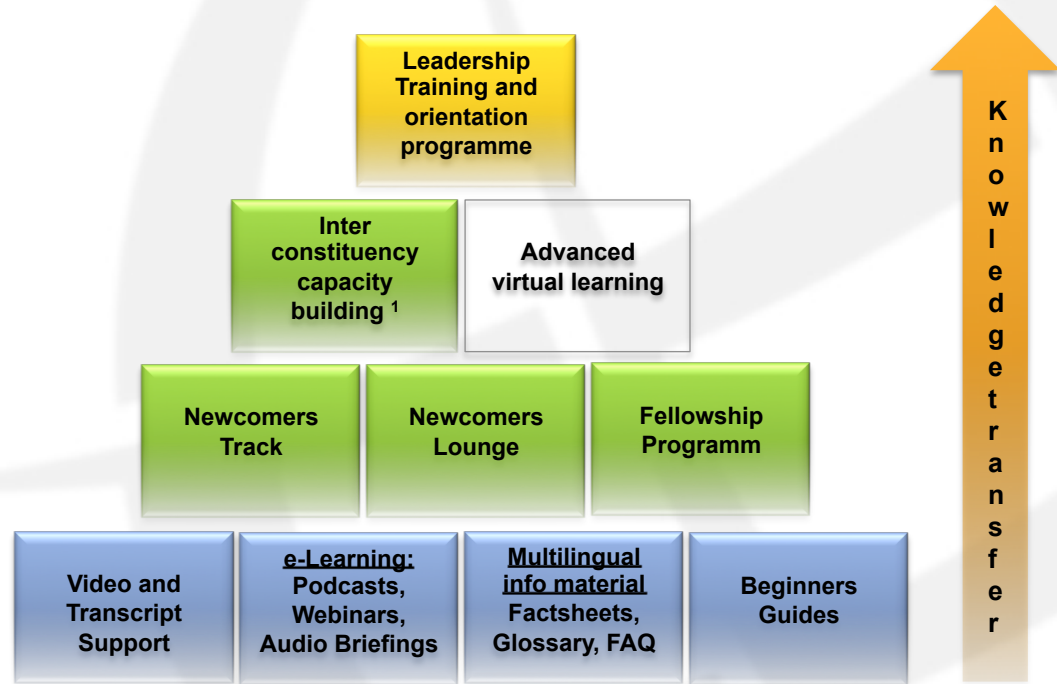 Leadership
Training and
orientation
programme
Inter
constituency
capacity
building ¹
Advanced
virtual learning
Newcomers
Track
Newcomers
Lounge
Fellowship
Programm
Video and
Transcript
Support
e-Learning:
Podcasts,
Webinars,
Audio Briefings
Multilingual
info material
Factsheets,
Glossary, FAQ
Beginners
Guides
Knowledgetransfer